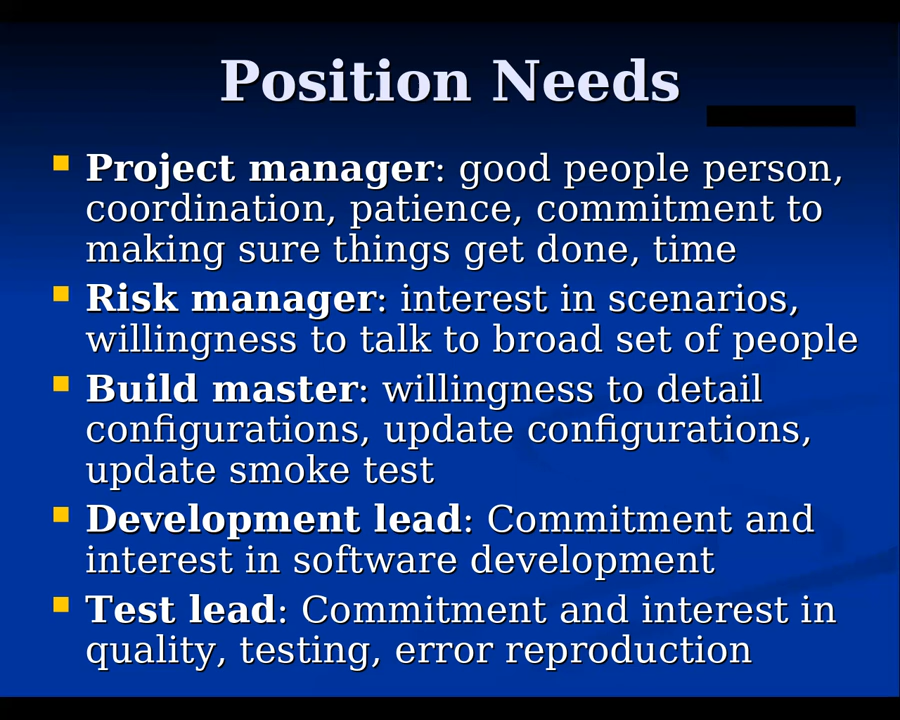 Position Needs
Project manager: good people person,
coordination, patience, commitment to
making sure things get done, time
Risk manager: interest in scenarios,
willingness to talk to broad set of people
Build master: willingness to detail
configurations, update configurations,
update smoke test
Development lead: Commitment and
interest in software development
Test lead: Commitment and interest in
quality, testing, error reproduction